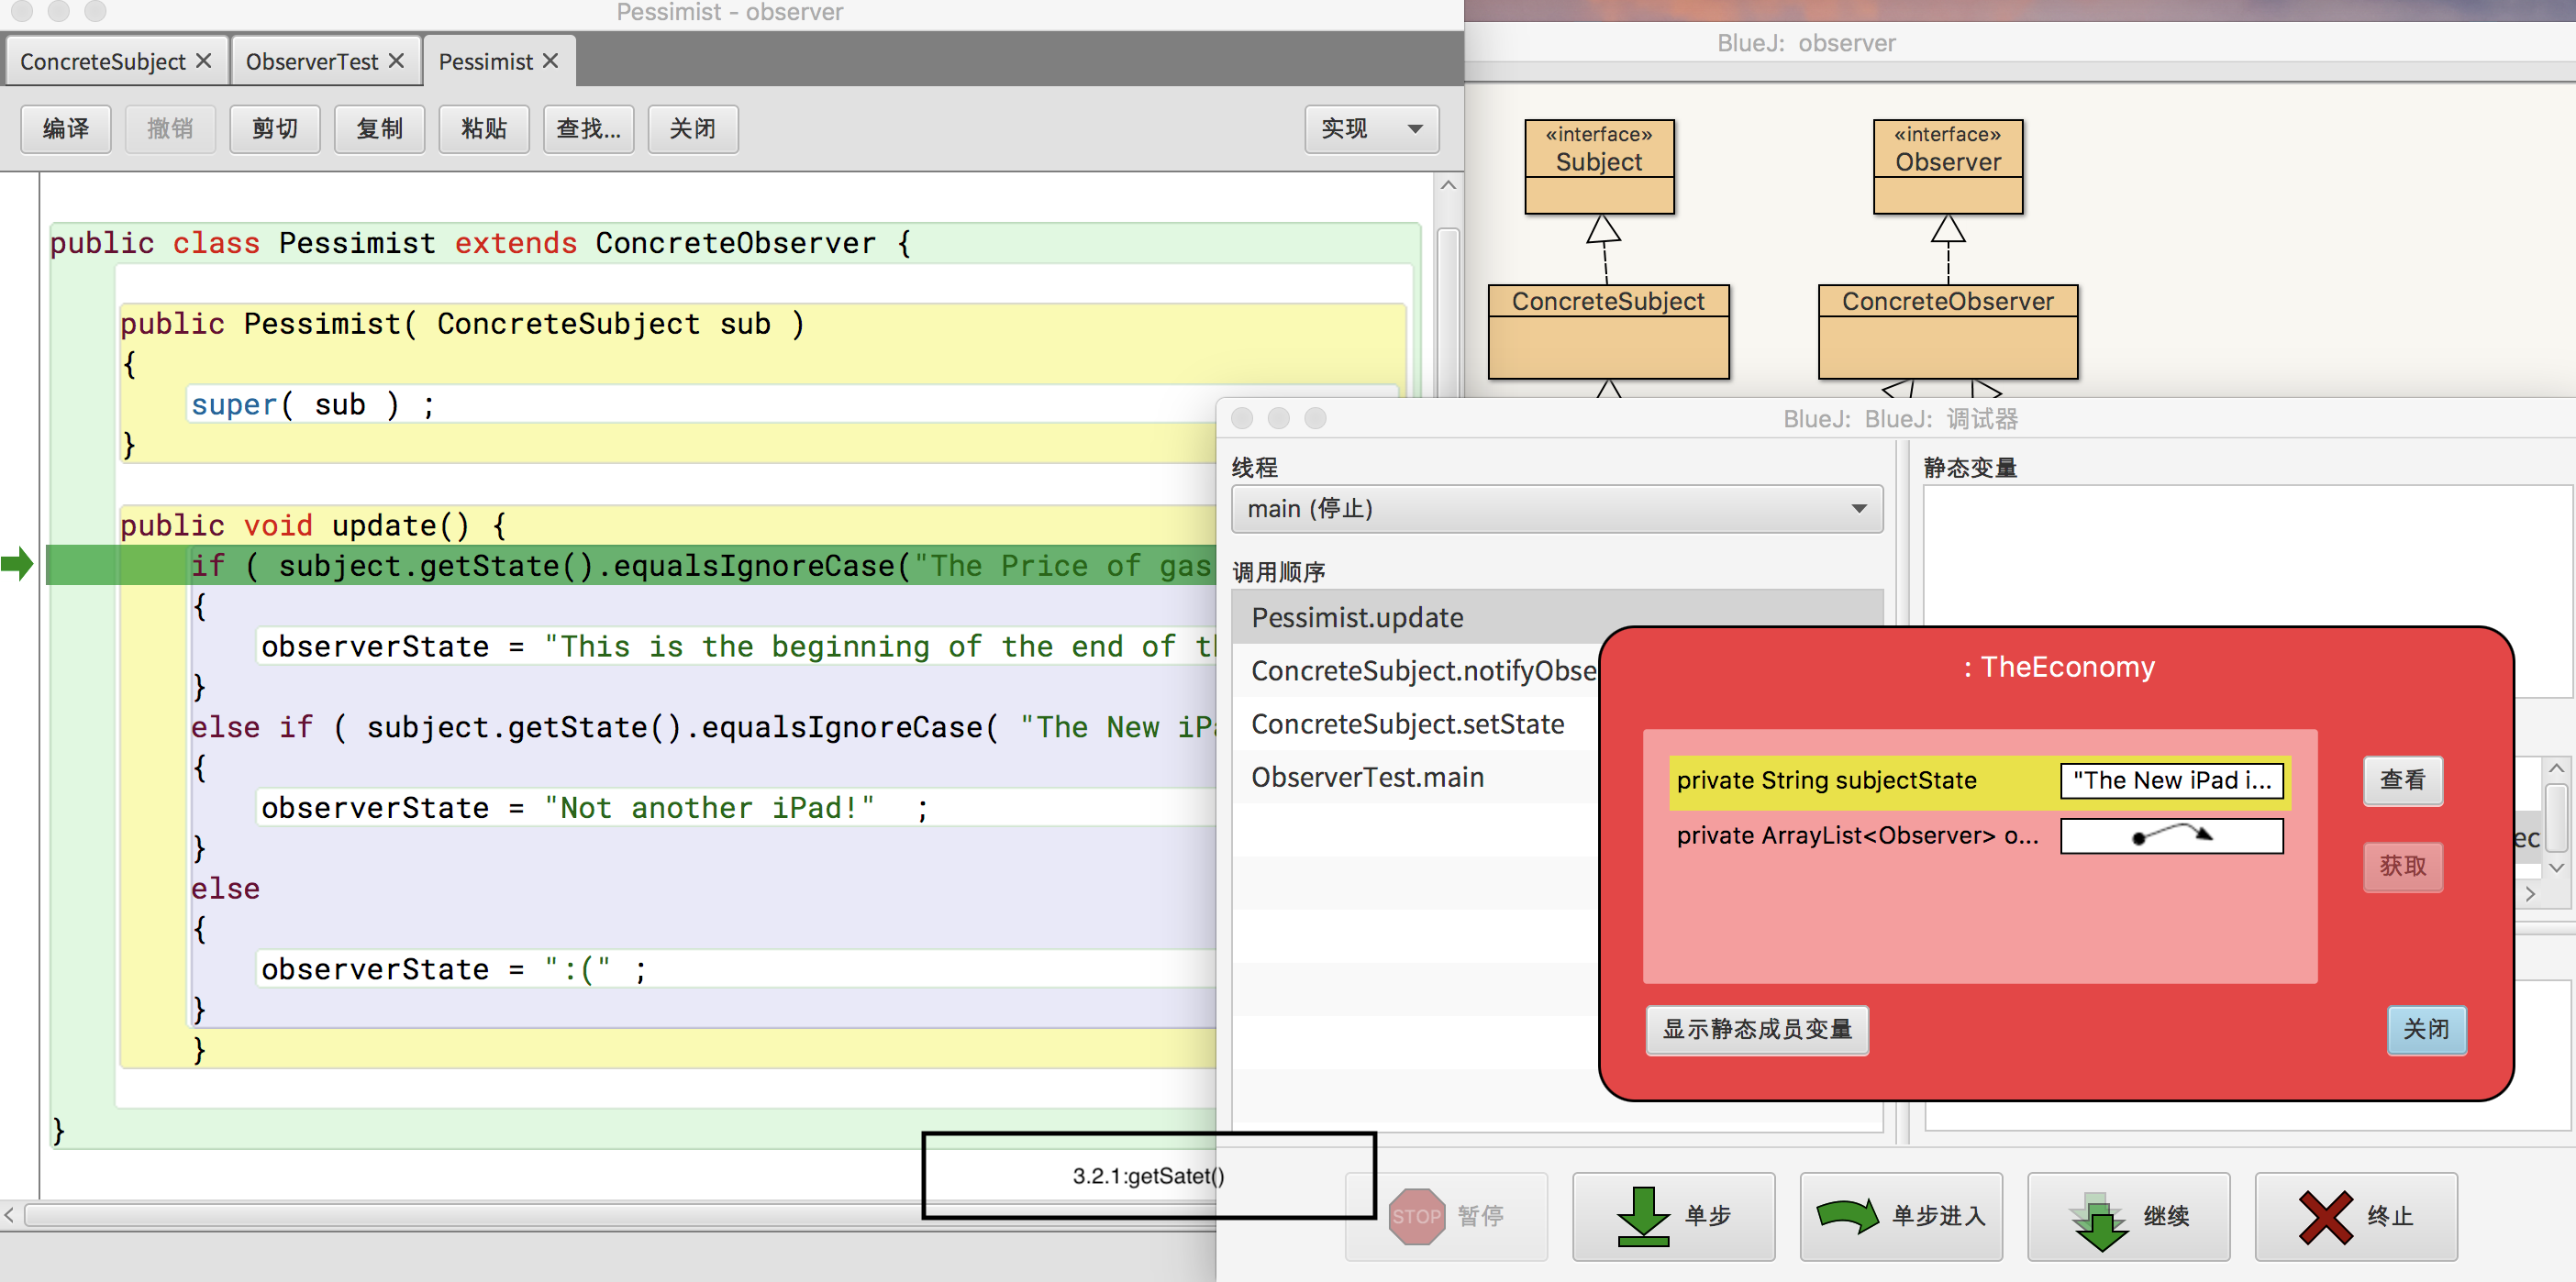 Pessimist - observer
ConcreteSubject
ObserverTest
Pessimist
编译
撤销
剪切
复制
粘贴
查找...
关闭
实现
public class Pessimist extends ConcreteObserver {
public Pessimist( ConcreteSubject sub )
{
super( sub ) ;
}
public void update() {
if ( subject.getState().equalsIgnoreCase("The Price of gas
{
observerState = "This is the beginning of the end of th
}
else if ( subject.getState().equalsIgnoreCase( "The New iPa
{
observerState = "Not another iPad!"  ;
}
else
{
observerState = ":(" ;
}
}
}
3.2.1:getSatet()
BlueJ: observer
«interface»
Subject
«interface»
Observer
ConcreteSubject
ConcreteObserver
BlueJ: BlueJ: 调试器
线程
main (停止)
调用顺序
Pessimist.update
ConcreteSubject.notifyObse
ConcreteSubject.setState
ObserverTest.main
静态变量
: TheEconomy
private String subjectState
"The New iPad i...
private ArrayList<Observer> o...
查看
获取
显示静态成员变量
关闭
ec
STOP
暂停
单步
单步进入
继续
终止